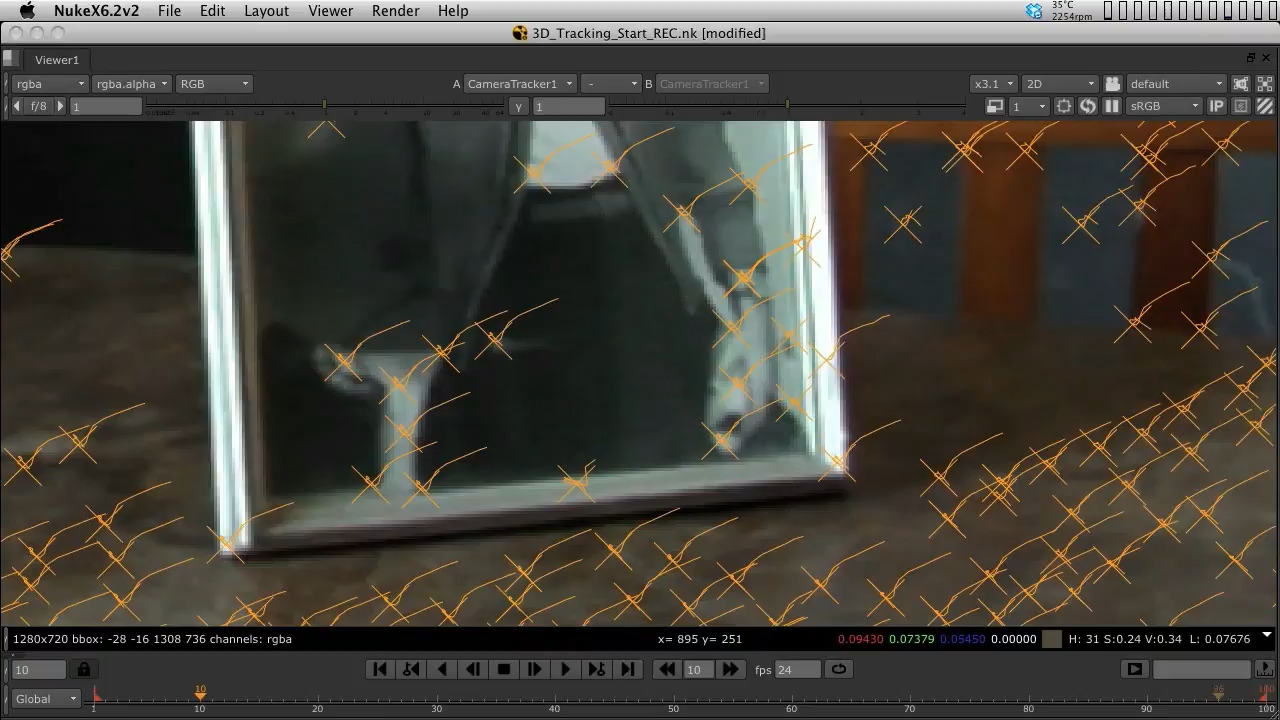 NukeX6.2v2 File Edit Layout Viewer Render Help 35°C
2254rpm
3D_Tracking_Start_REC.nk [modified]
Viewer1
rgba rgba.alpha RGB A CameraTracker1 - B CameraTracker1 x3.1 2D default
f/8 1 y 1 1 sRGB IP
1280x720 bbox: -28 -16 1308 736 channels: rgba x= 895 y= 251 0.09430 0.07379 0.05450 0.00000 H: 31 S:0.24 V:0.34 L: 0.07676
10 10 fps 24
Global 10 100
1 10 20 30 40 50 60 70 80 90 100